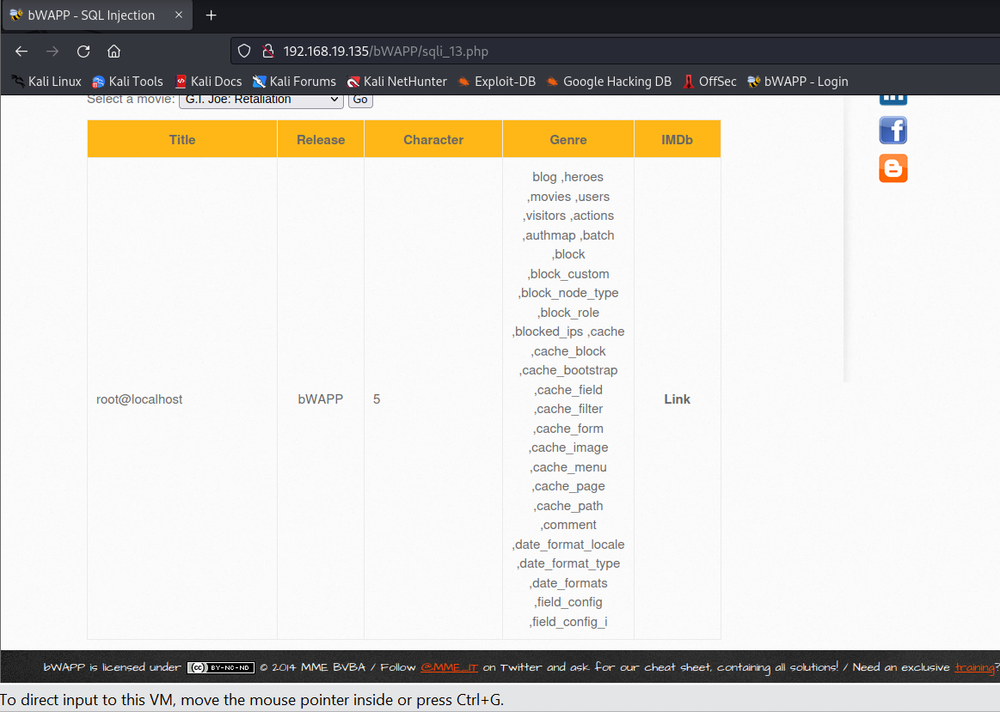 bWAPP - SQL Injection
192.168.19.135/bWAPP/sqli_13.php
Kali Linux Kali Tools Kali Docs Kali Forums Kali NetHunter Exploit-DB Google Hacking DB OffSec bWAPP - Login
Select a movie: G.I. Joe: Retaliation Go
Title Release Character Genre IMDb
blog ,heroes
,movies ,users
,visitors ,actions
,authmap ,batch
,block
,block_custom
,block_node_type
,block_role
,blocked_ips ,cache
,cache_block
,cache_bootstrap
,cache_field
,cache_filter
,cache_form
,cache_image
,cache_menu
,cache_page
,cache_path
,comment
,date_format_locale
,date_format_type
,date_formats
,field_config
,field_config_i
root@localhost bWAPP 5 Link
bWAPP is licensed under (cc) BY-NC-ND © 2014 MME BVBA / Follow @MME_IT on Twitter and ask for our cheat sheet, containing all solutions! / Need an exclusive training?
To direct input to this VM, move the mouse pointer inside or press Ctrl+G.